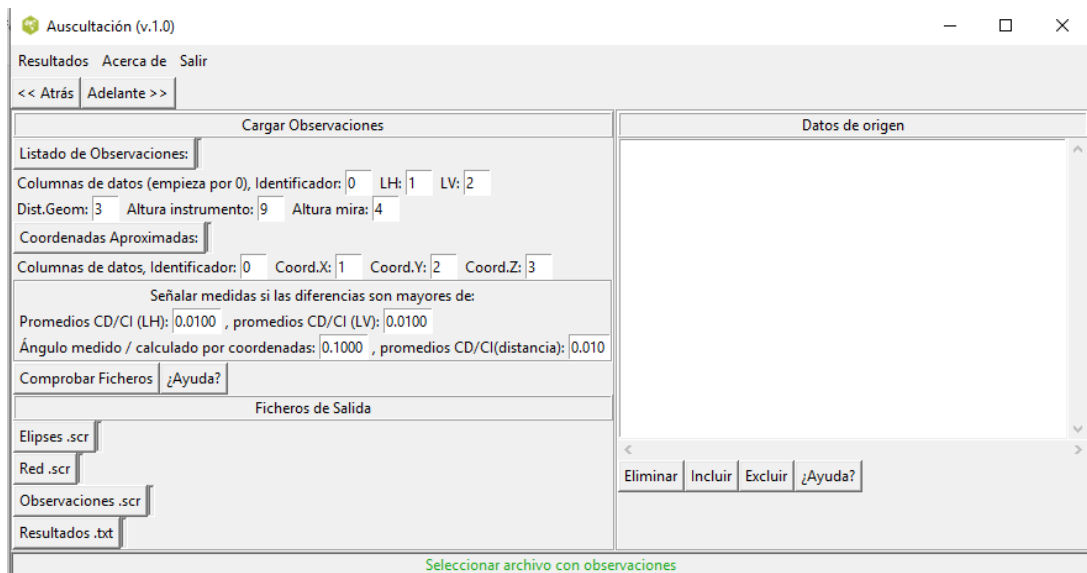 Auscultación (v.1.0)
Resultados Acerca de Salir
<< Atrás Adelante >>
Cargar Observaciones
Listado de Observaciones:
Columnas de datos (empieza por 0), Identificador: 0 LH: 1 LV: 2
Dist.Geom: 3 Altura instrumento: 9 Altura mira: 4
Coordenadas Aproximadas:
Columnas de datos, Identificador: 0 Coord.X: 1 Coord.Y: 2 Coord.Z: 3
Señalar medidas si las diferencias son mayores de:
Promedios CD/CI (LH): 0.0100 , promedios CD/CI (LV): 0.0100
Ángulo medido / calculado por coordenadas: 0.1000 , promedios CD/CI(distancia): 0.010
Comprobar Ficheros ¿Ayuda?
Ficheros de Salida
Elipses .scr
Red .scr
Observaciones .scr
Resultados .txt
Datos de origen
Eliminar Incluir Excluir ¿Ayuda?
Seleccionar archivo con observaciones